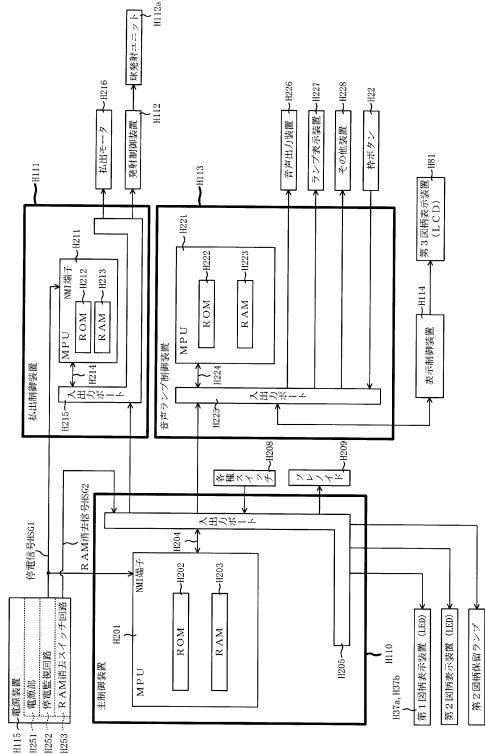 H115
電源装置
H251
電源部
H252
停電監視回路
H253
RAM消去スイッチ回路
停電信号HSG1
RAM消去信号HSG2
主制御装置
H110
H201
MPU
NMI端子
ROM
H202
RAM
H203
H204
H205
入出力ポート
各種スイッチ
H208
ソレノイド
H209
H37a,H37b
第1図柄表示装置(LED)
第2図柄表示装置(LED)
第2図柄保留ランプ
払出制御装置
H111
H211
MPU
NMI端子
ROM
H212
RAM
H213
H214
H215
入出力ポート
払出モータ
H216
発射制御装置
H112
球発射ユニット
H112a
音声ランプ制御装置
H113
H221
MPU
ROM
H222
RAM
H223
H224
H225
入出力ポート
音声出力装置
H226
ランプ表示装置
H227
その他装置
H228
枠ボタン
H22
表示制御装置
H114
第3図柄表示装置
(LCD)
H81